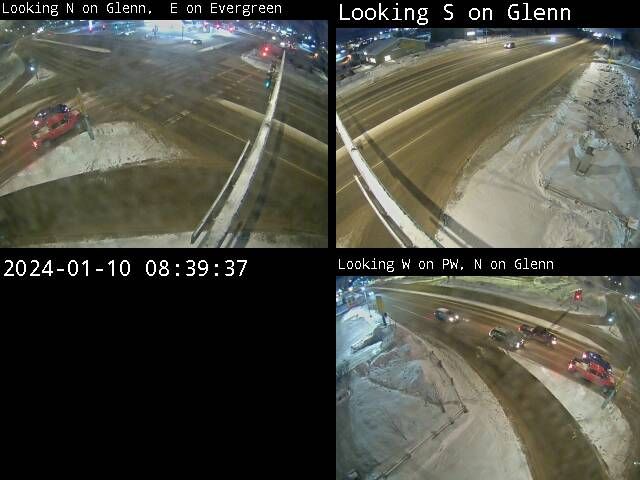 Looking N on Glenn, E on Evergreen
Looking S on Glenn
2024-01-10 08:39:37
Looking W on PW, N on Glenn